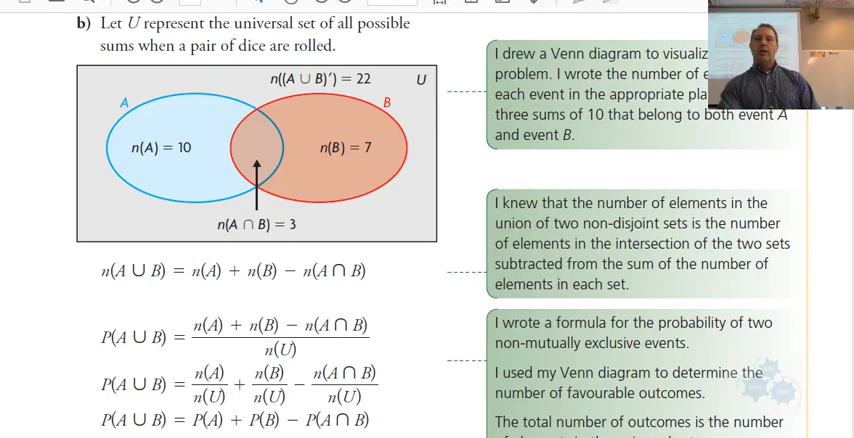 b) Let U represent the universal set of all possible
sums when a pair of dice are rolled.
n((A ∪ B)′) = 22
U
A
B
n(A) = 10
n(B) = 7
n(A ∩ B) = 3
I drew a Venn diagram to
problem. I wrote the number of
each event in the appropriate
three sums of 10 that belong to both event A
and event B.
n(A ∪ B) = n(A) + n(B) − n(A ∩ B)
I knew that the number of elements in the
union of two non-disjoint sets is the number
of elements in the intersection of the two sets
subtracted from the sum of the number of
elements in each set.
P(A ∪ B) = n(A) + n(B) − n(A ∩ B) / n(U)
P(A ∪ B) = n(A)/n(U) + n(B)/n(U) − n(A ∩ B)/n(U)
P(A ∪ B) = P(A) + P(B) − P(A ∩ B)
I wrote a formula for the probability of two
non-mutually exclusive events.
I used my Venn diagram to determine the
number of favourable outcomes.
The total number of outcomes is the number